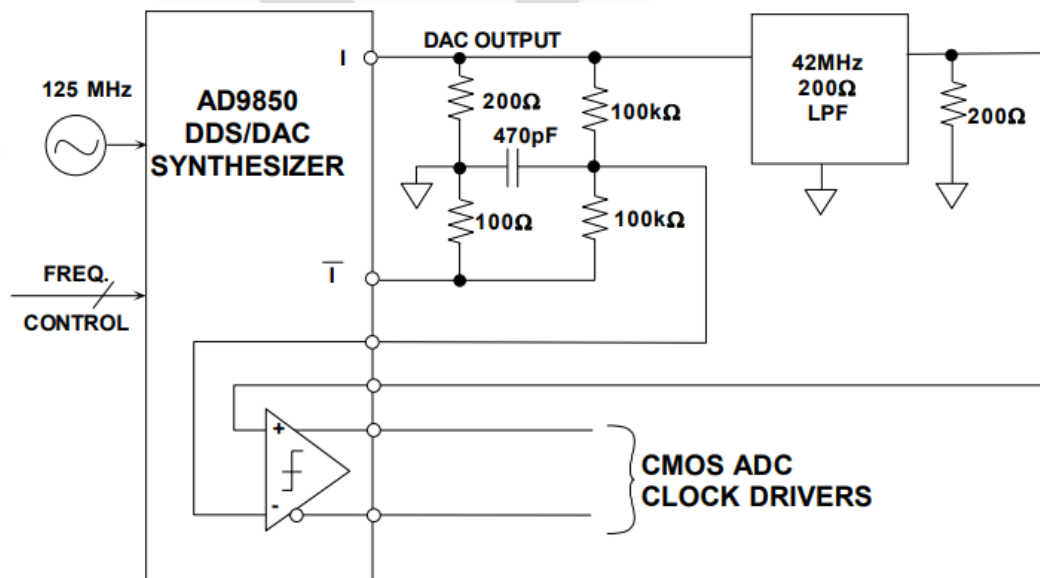 125 MHz
AD9850
DDS/DAC
SYNTHESIZER
FREQ.
CONTROL
I
DAC OUTPUT
200Ω
100kΩ
470pF
100Ω
100kΩ
I
42MHz
200Ω
LPF
200Ω
+
-
CMOS ADC
CLOCK DRIVERS